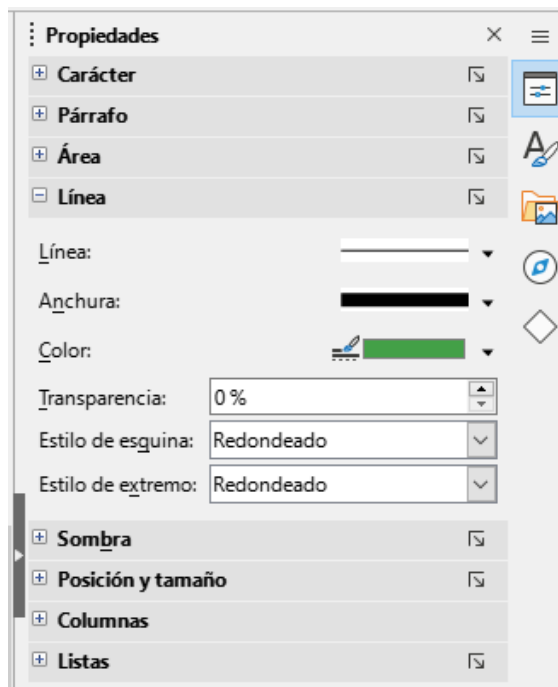 Propiedades
Carácter
Párrafo
Área
Línea
Línea:
Anchura:
Color:
Transparencia: 0 %
Estilo de esquina: Redondeado
Estilo de extremo: Redondeado
Sombra
Posición y tamaño
Columnas
Listas